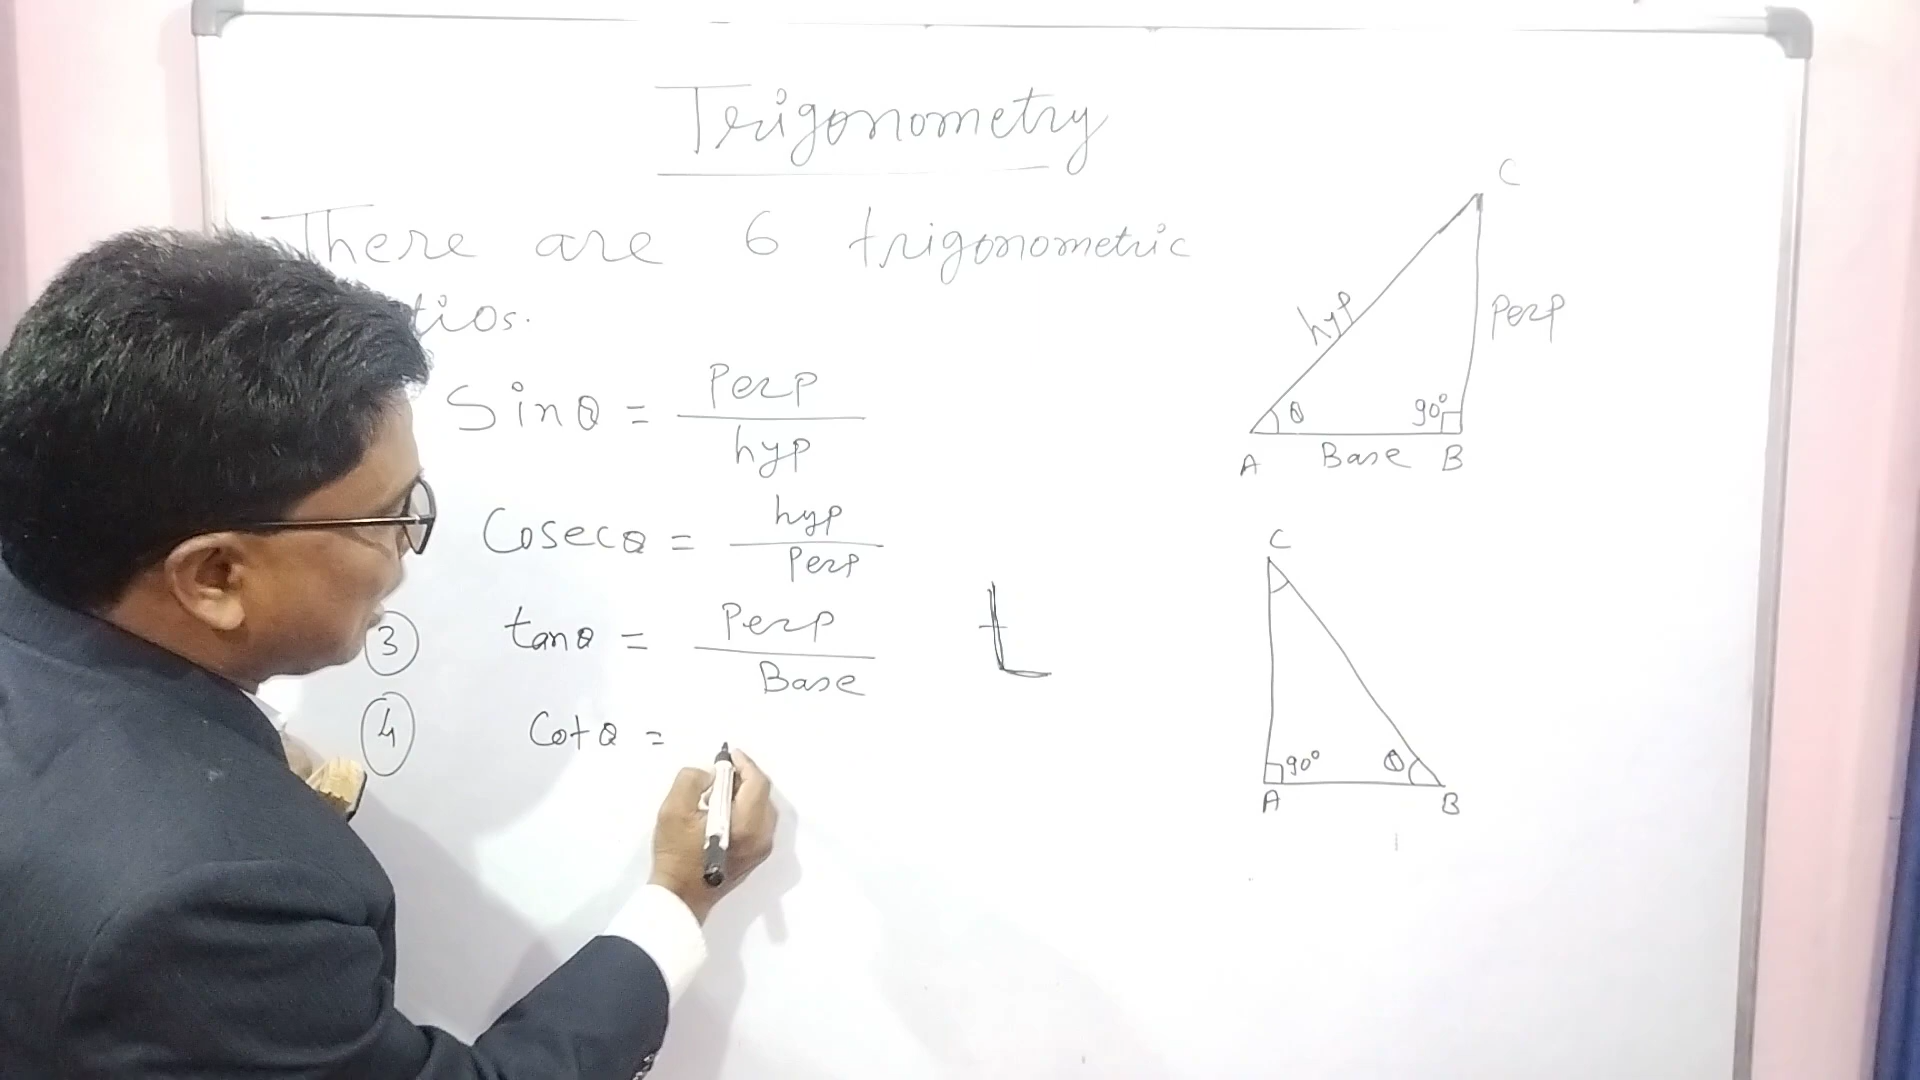 Trigonometry
There are 6 trigonometric
tios.
Sinθ = Perp / hyp
Cosecθ = hyp / Perp
③ tanθ = Perp / Base
④ Cotθ =
t
C
hyp
Perp
θ
90°
A Base B
C
90° θ
A B